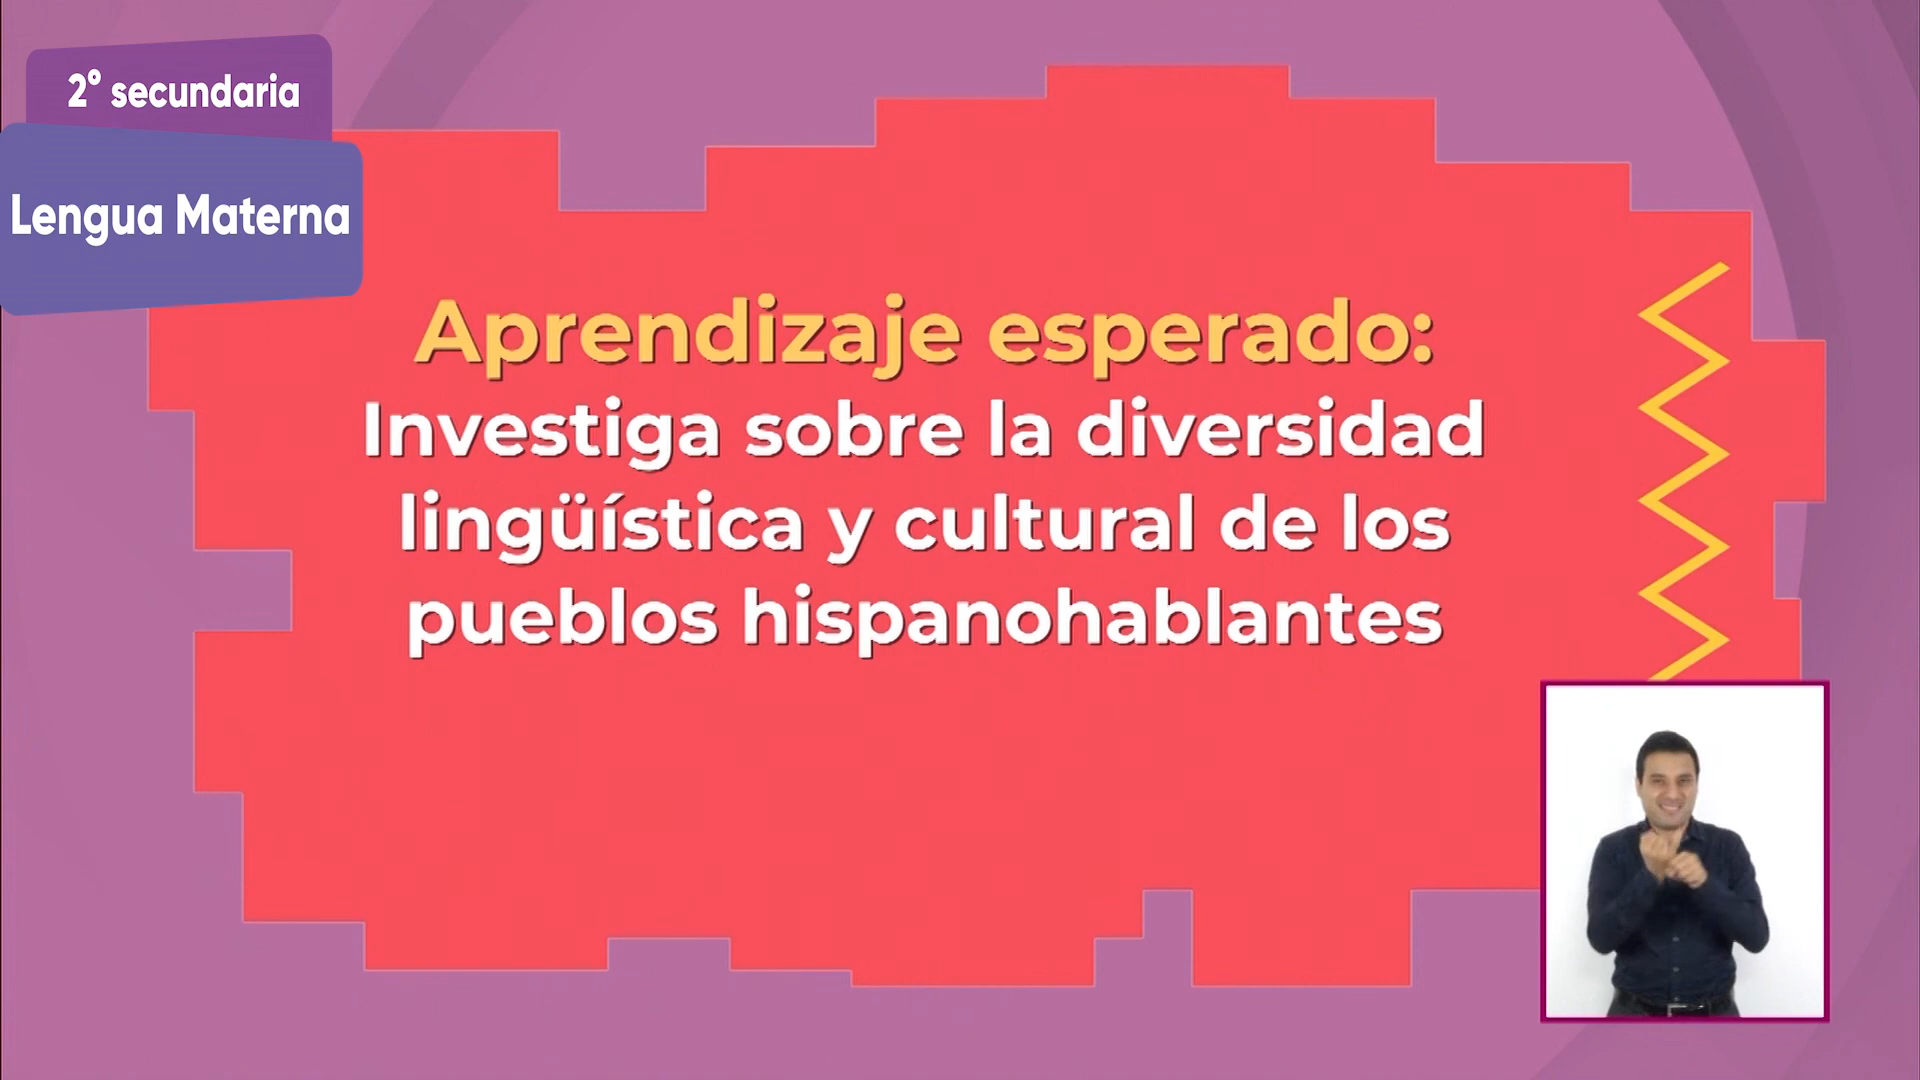 2° secundaria
Lengua Materna
Aprendizaje esperado:
Investiga sobre la diversidad
lingüística y cultural de los
pueblos hispanohablantes